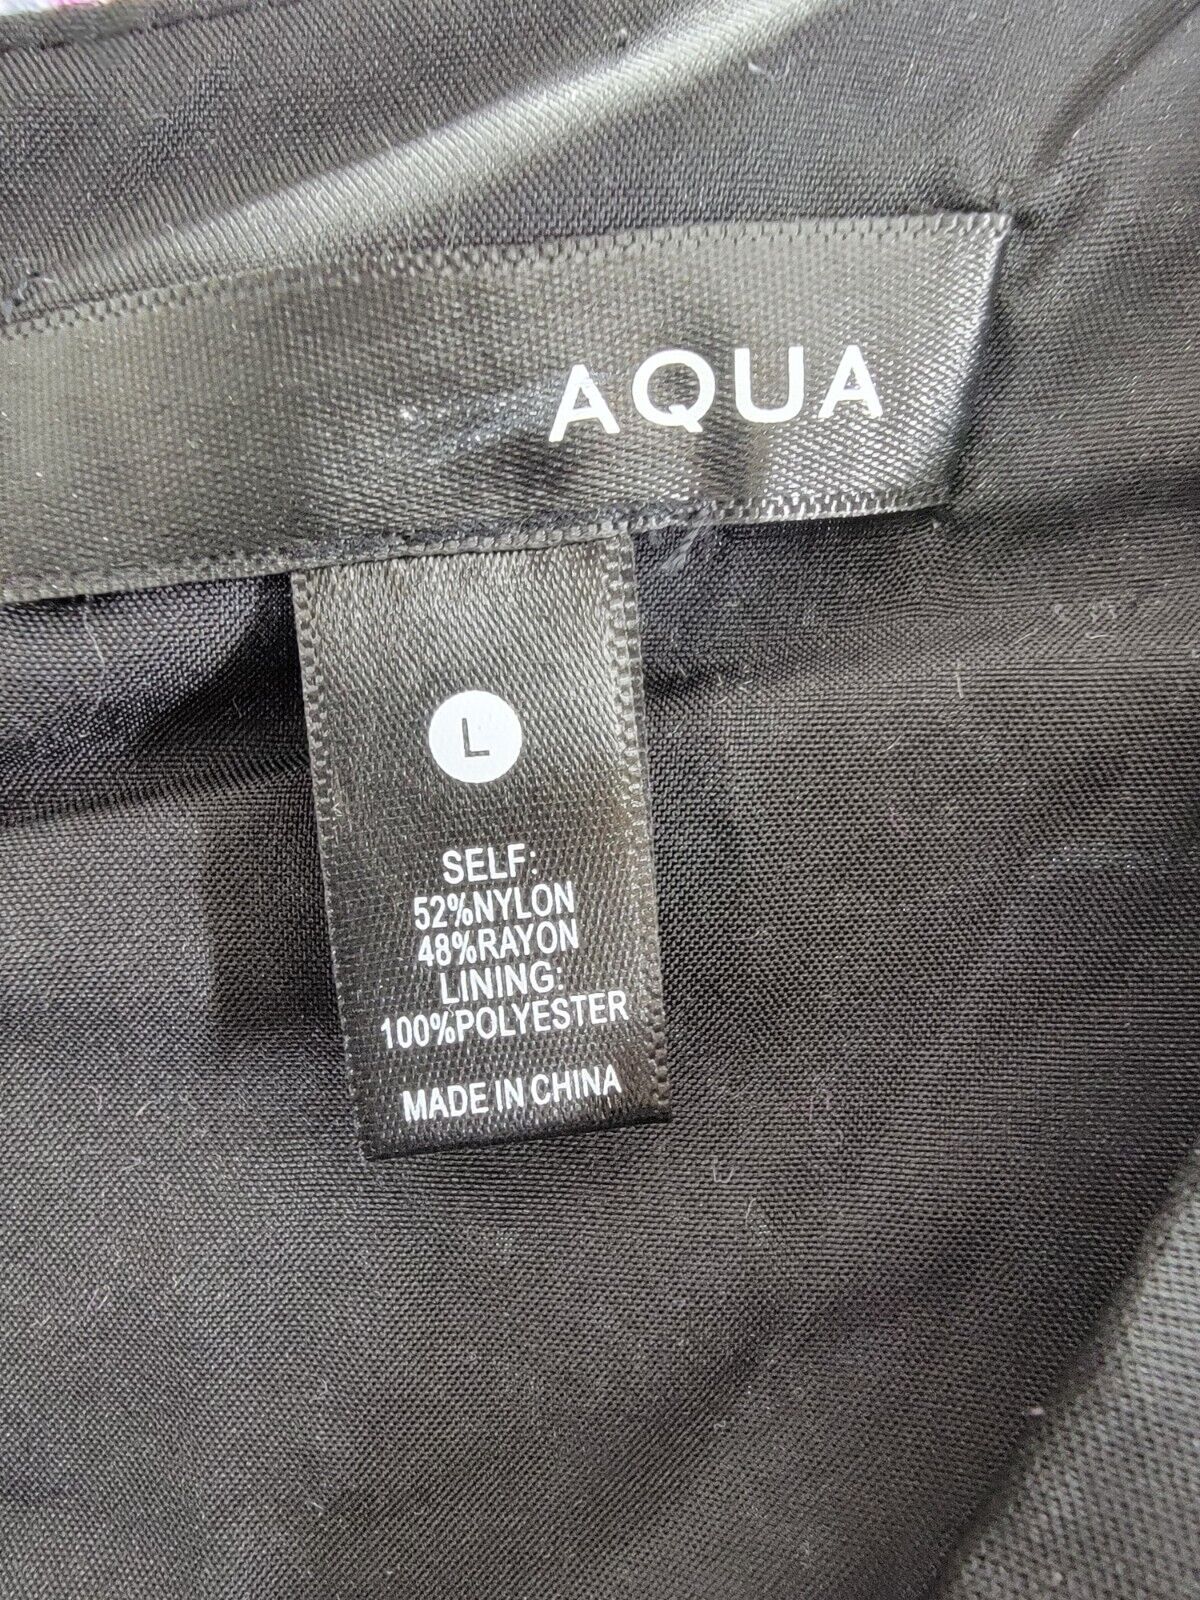 AQUA
L
SELF:
52%NYLON
48%RAYON
LINING:
100%POLYESTER
MADE IN CHINA